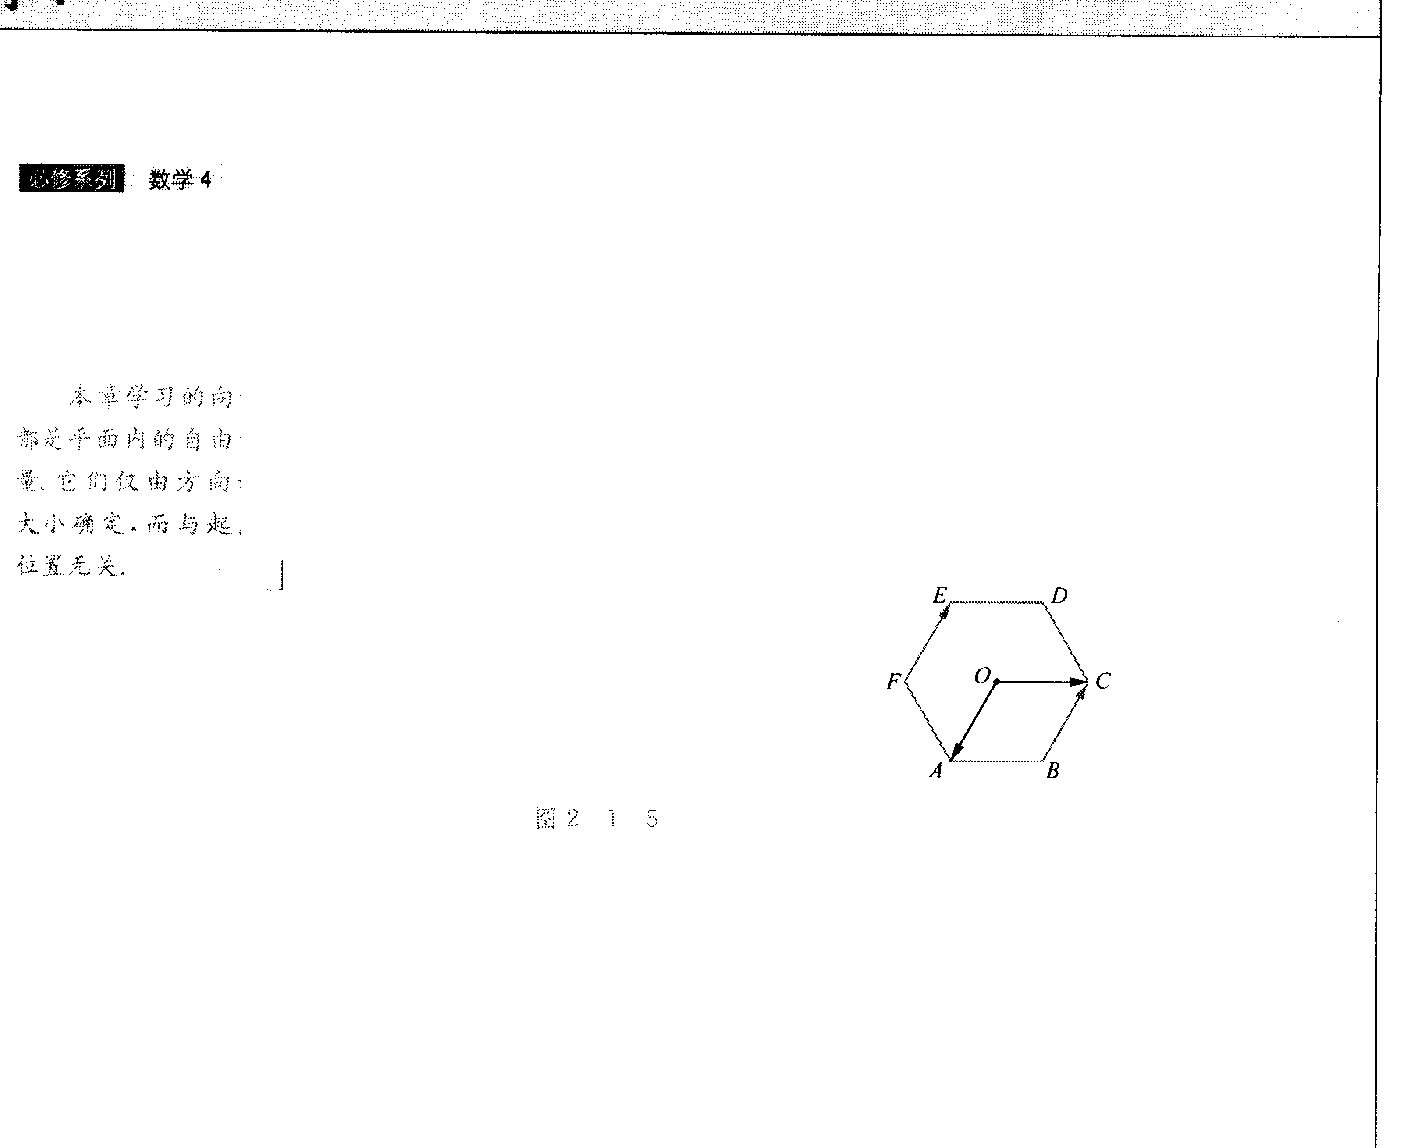 必修系列 数学 4
本章学习的向
都是平面内的自由
量,它们仅由方向
大小确定,而与起
位置无关.
E D
F O C
A B
图 2 1 5